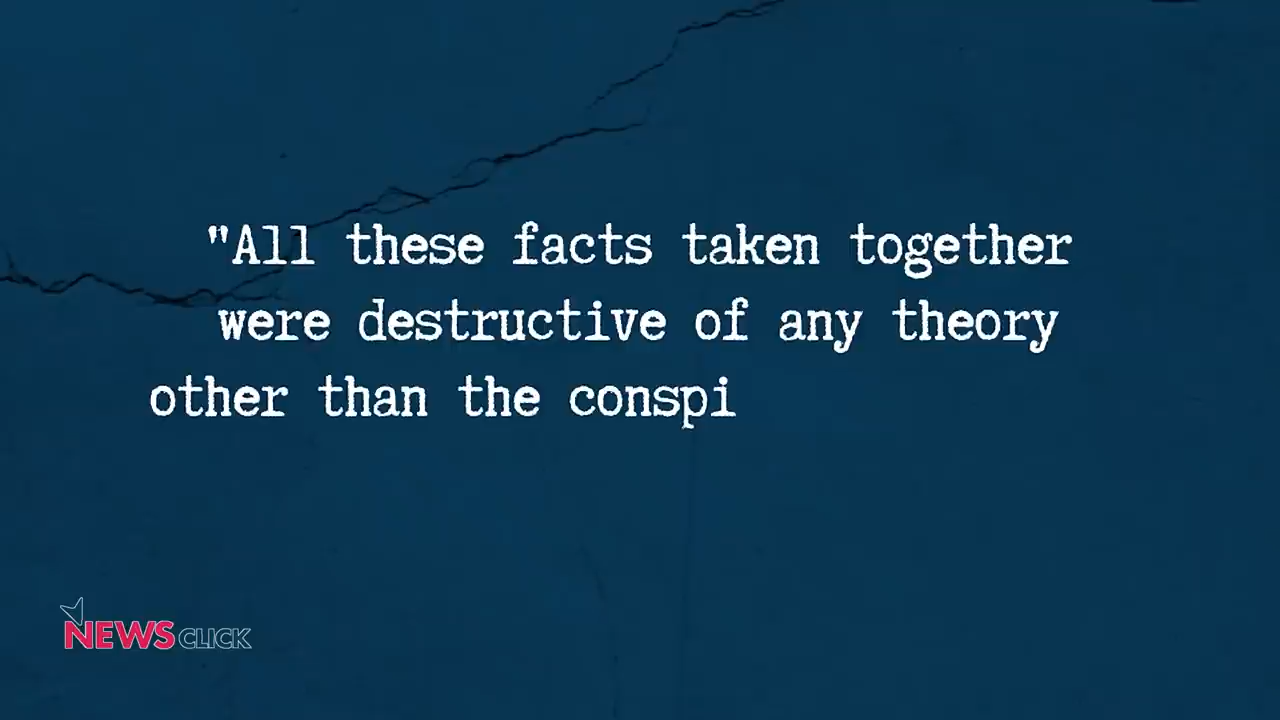 "All these facts taken together
were destructive of any theory
other than the conspi
NEWSCLICK